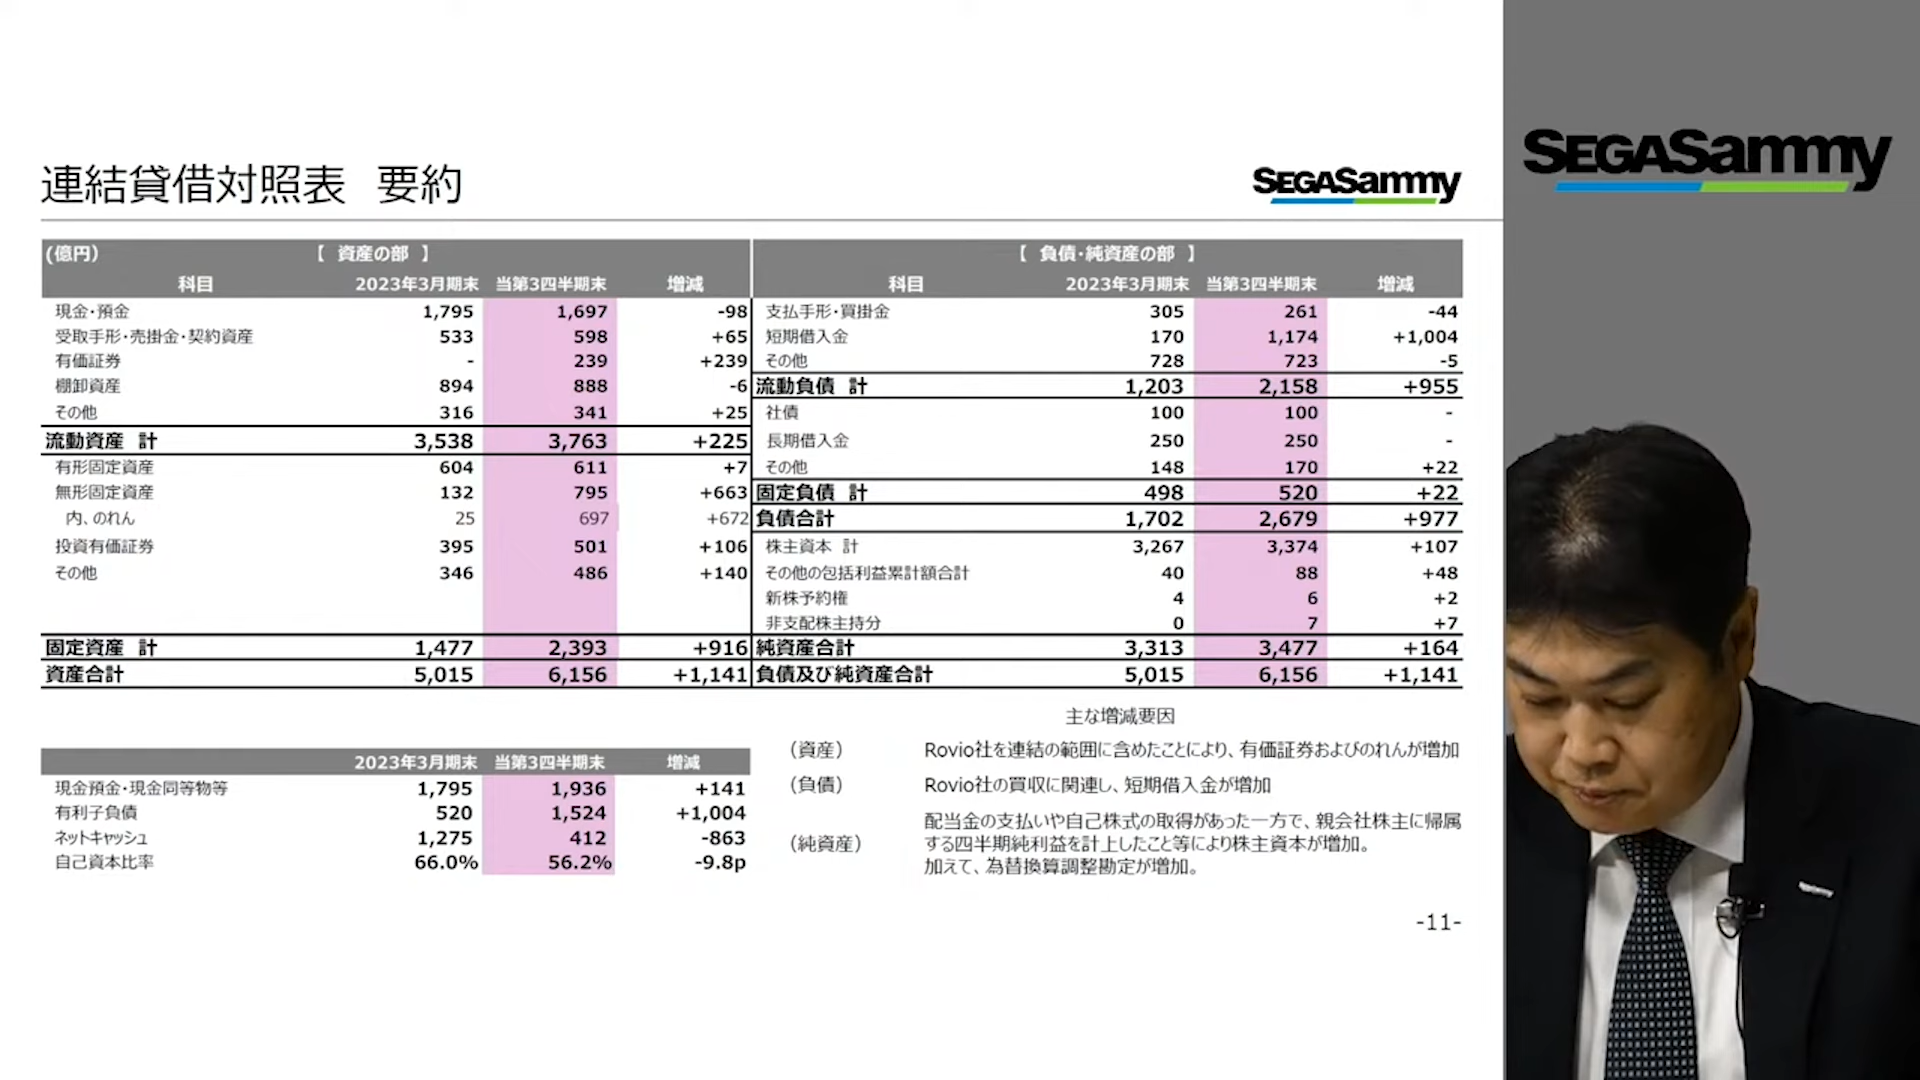 連結貸借対照表 要約
SEGASammy
SEGASammy
(億円) 【 資産の部 】
科目 2023年3月期末 当第3四半期末 増減
現金・預金 1,795 1,697 -98
受取手形・売掛金・契約資産 533 598 +65
有価証券 - 239 +239
棚卸資産 894 888 -6
その他 316 341 +25
流動資産 計 3,538 3,763 +225
有形固定資産 604 611 +7
無形固定資産 132 795 +663
内、のれん 25 697 +672
投資有価証券 395 501 +106
その他 346 486 +140
固定資産 計 1,477 2,393 +916
資産合計 5,015 6,156 +1,141
【 負債・純資産の部 】
科目 2023年3月期末 当第3四半期末 増減
支払手形・買掛金 305 261 -44
短期借入金 170 1,174 +1,004
その他 728 723 -5
流動負債 計 1,203 2,158 +955
社債 100 100 -
長期借入金 250 250 -
その他 148 170 +22
固定負債 計 498 520 +22
負債合計 1,702 2,679 +977
株主資本 計 3,267 3,374 +107
その他の包括利益累計額合計 40 88 +48
新株予約権 4 6 +2
非支配株主持分 0 7 +7
純資産合計 3,313 3,477 +164
負債及び純資産合計 5,015 6,156 +1,141
2023年3月期末 当第3四半期末 増減
現金預金・現金同等物等 1,795 1,936 +141
有利子負債 520 1,524 +1,004
ネットキャッシュ 1,275 412 -863
自己資本比率 66.0% 56.2% -9.8p
主な増減要因
（資産） Rovio社を連結の範囲に含めたことにより、有価証券およびのれんが増加
（負債） Rovio社の買収に関連し、短期借入金が増加
（純資産） 配当金の支払いや自己株式の取得があった一方で、親会社株主に帰属
する四半期純利益を計上したこと等により株主資本が増加。
加えて、為替換算調整勘定が増加。
-11-